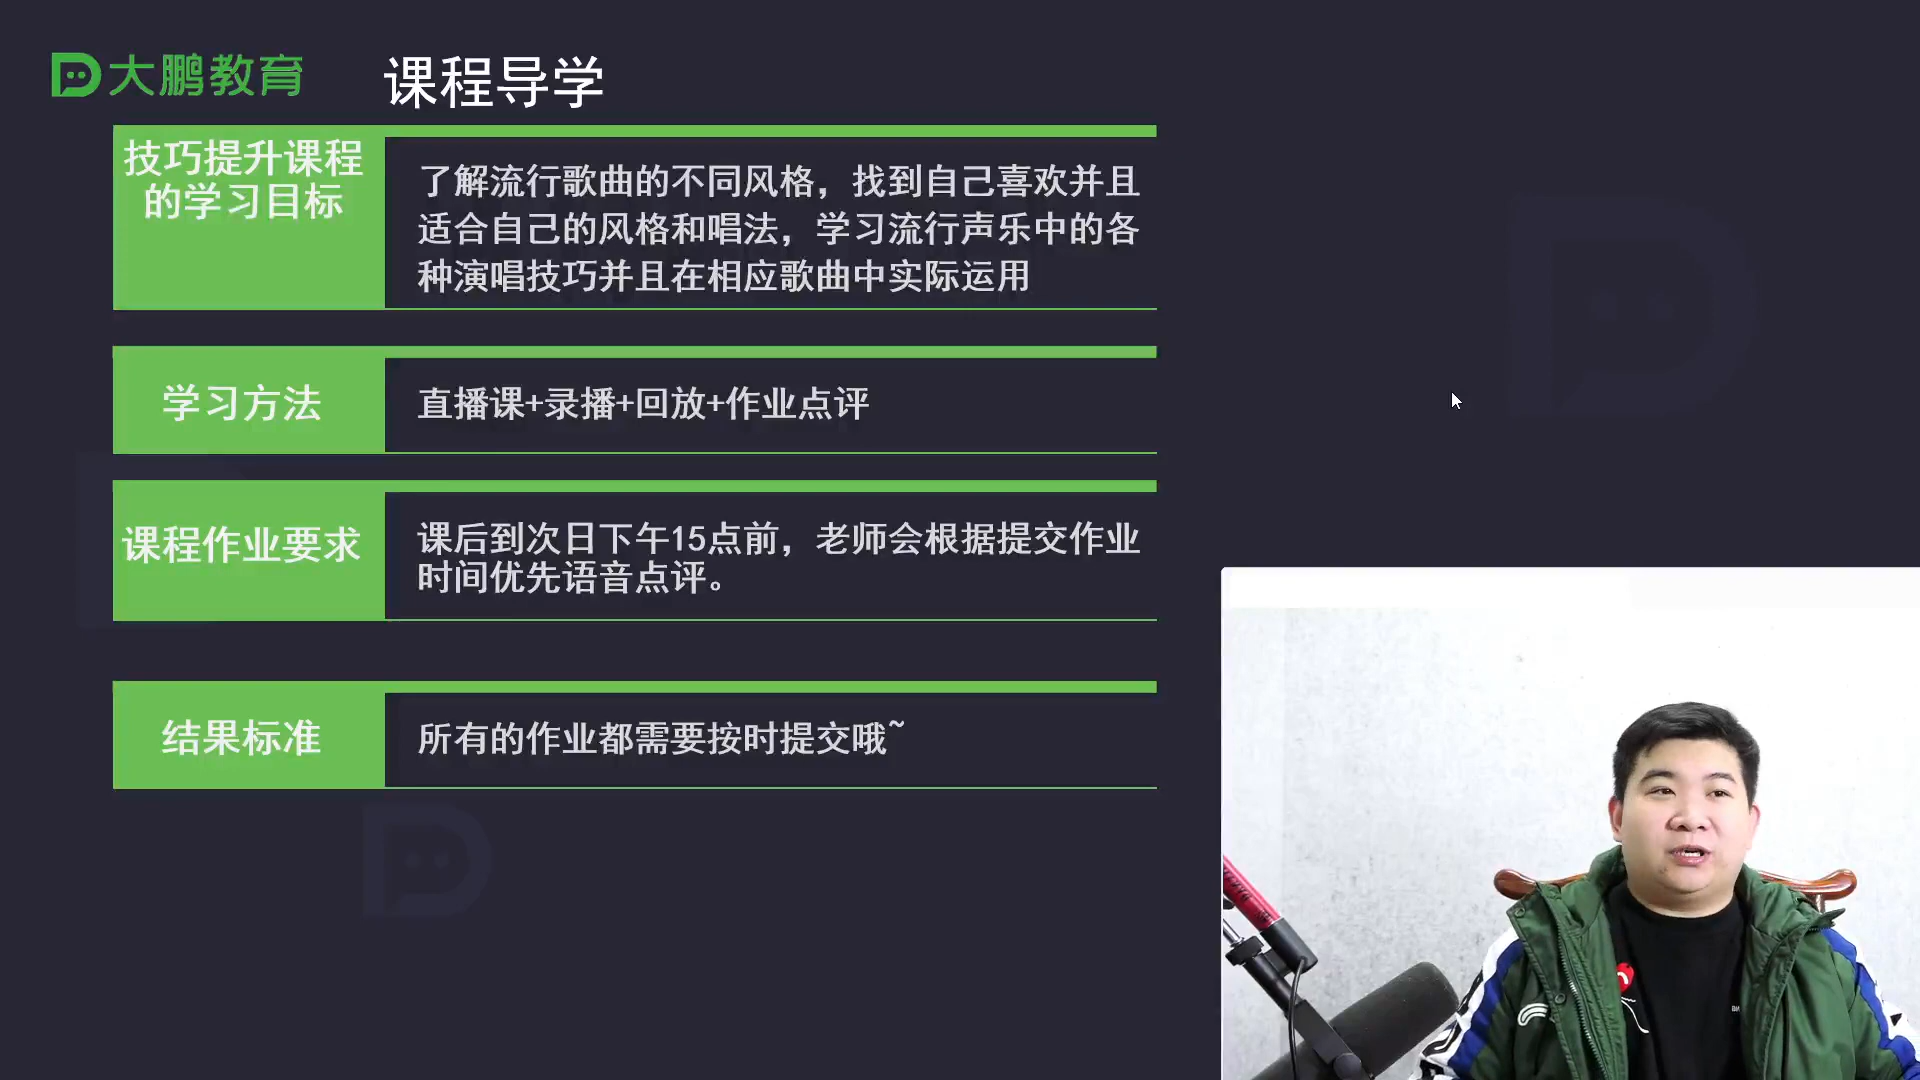 大鹏教育
课程导学
技巧提升课程
的学习目标
了解流行歌曲的不同风格，找到自己喜欢并且
适合自己的风格和唱法，学习流行声乐中的各
种演唱技巧并且在相应歌曲中实际运用
学习方法
直播课+录播+回放+作业点评
课程作业要求
课后到次日下午15点前，老师会根据提交作业
时间优先语音点评。
结果标准
所有的作业都需要按时提交哦~